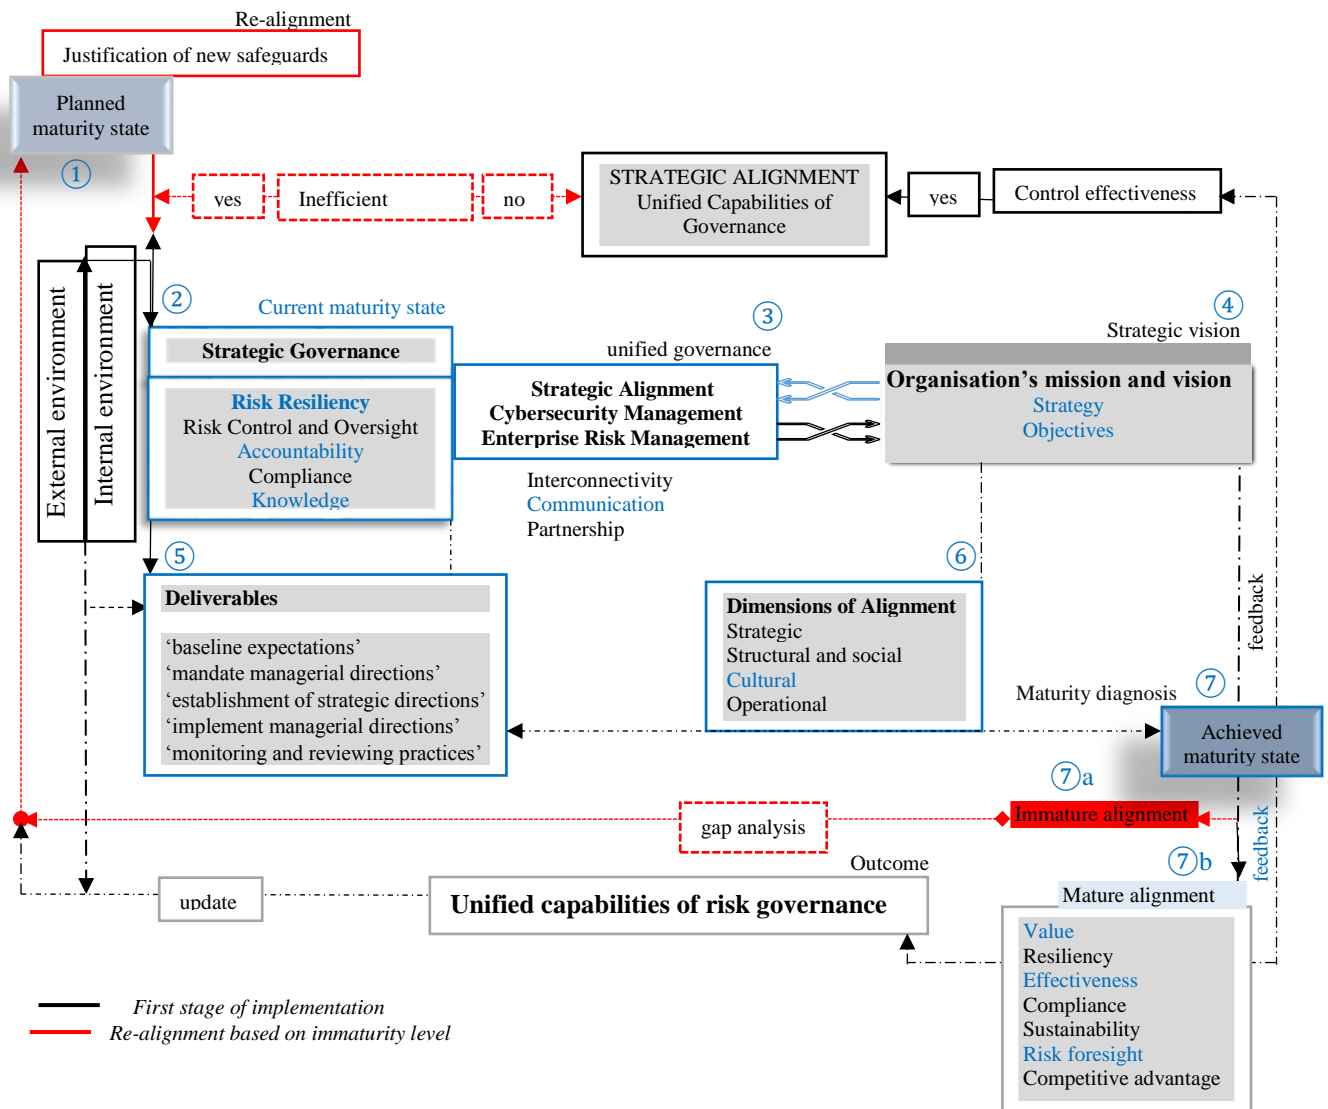 Re-alignment
Justification of new safeguards
Planned
maturity state
①
yes
Inefficient
no
STRATEGIC ALIGNMENT
Unified Capabilities of
Governance
yes
Control effectiveness
External environment
Internal environment
②
Current maturity state
Strategic Governance
Risk Resiliency
Risk Control and Oversight
Accountability
Compliance
Knowledge
③
unified governance
Strategic Alignment
Cybersecurity Management
Enterprise Risk Management
Interconnectivity
Communication
Partnership
④
Strategic vision
Organisation’s mission and vision
Strategy
Objectives
⑤
Deliverables
‘baseline expectations’
‘mandate managerial directions’
‘establishment of strategic directions’
‘implement managerial directions’
‘monitoring and reviewing practices’
⑥
Dimensions of Alignment
Strategic
Structural and social
Cultural
Operational
feedback
Maturity diagnosis
⑦
Achieved
maturity state
⑦a
Immature alignment
gap analysis
⑦b
feedback
Outcome
Unified capabilities of risk governance
update
Mature alignment
Value
Resiliency
Effectiveness
Compliance
Sustainability
Risk foresight
Competitive advantage
First stage of implementation
Re-alignment based on immaturity level